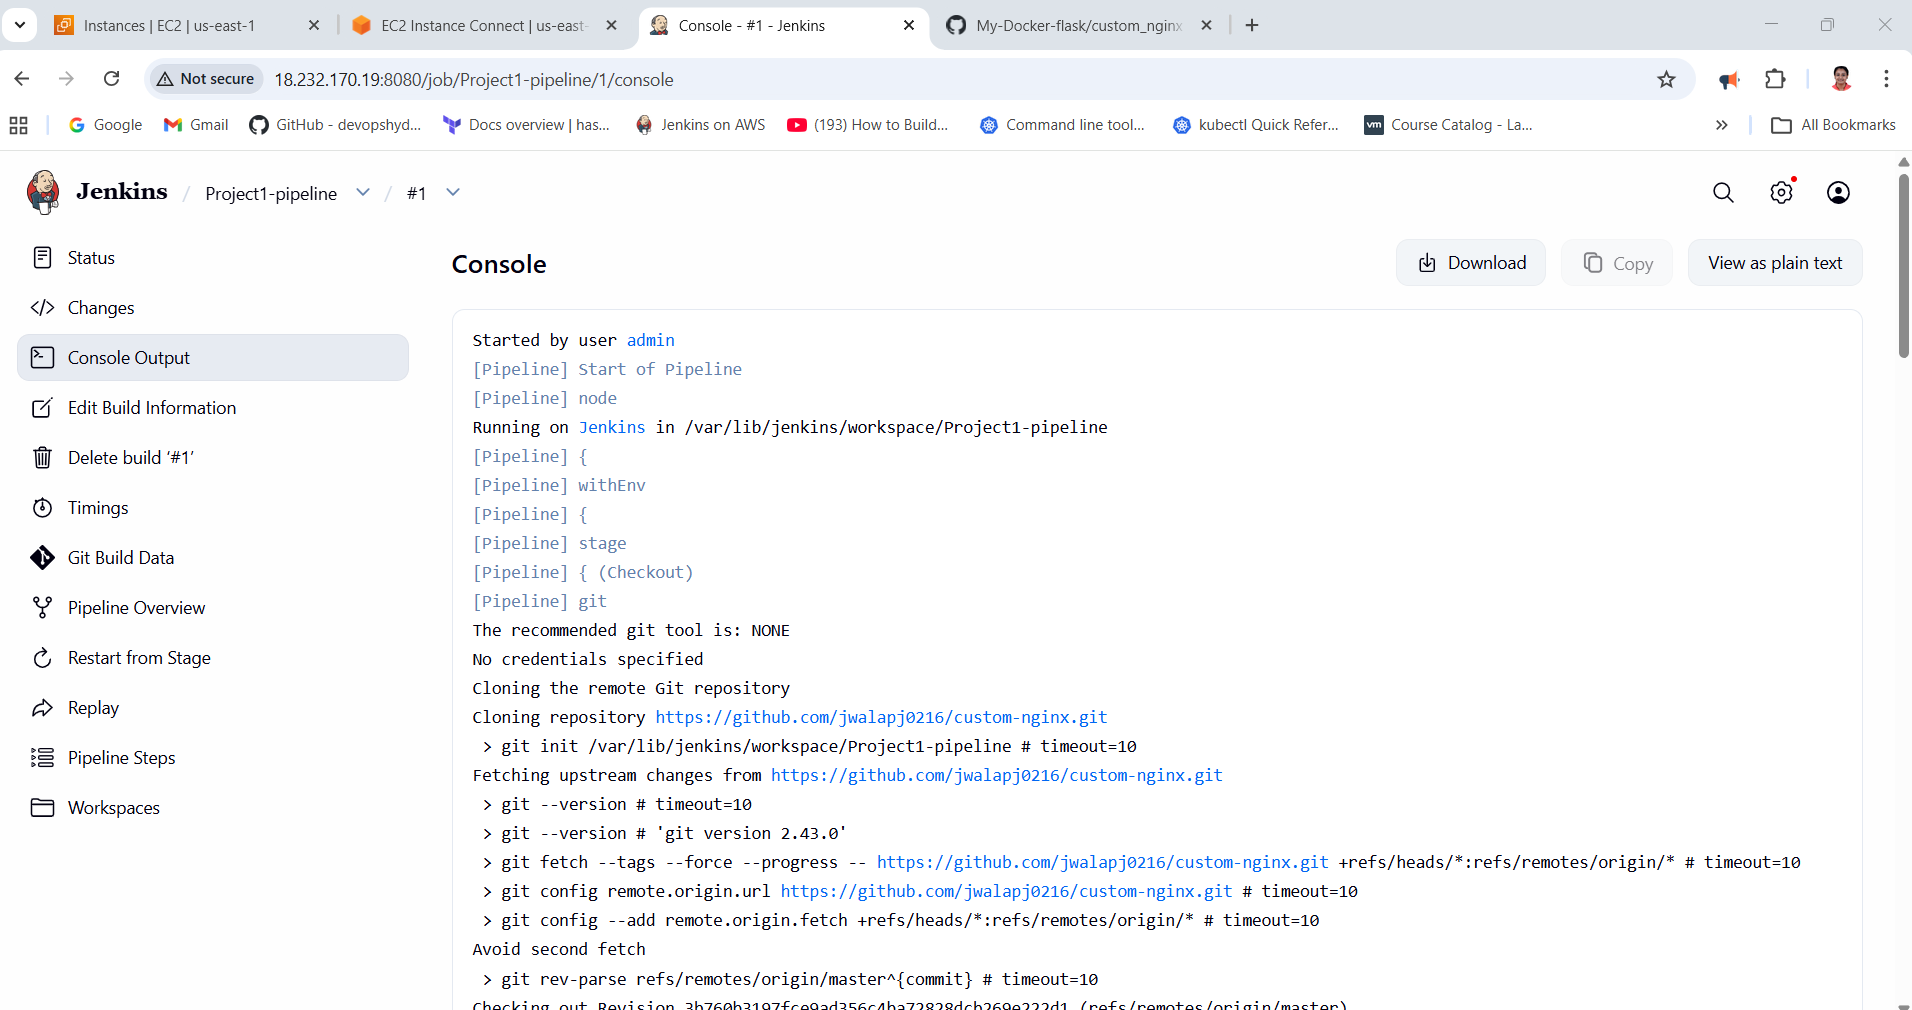 Instances | EC2 | us-east-1
EC2 Instance Connect | us-east-
Console - #1 - Jenkins
My-Docker-flask/custom_nginx
Not secure
18.232.170.19:8080/job/Project1-pipeline/1/console
Google
Gmail
GitHub - devopshyd...
Docs overview | has...
Jenkins on AWS
(193) How to Build...
Command line tool...
kubectl Quick Refer...
vm
Course Catalog - La...
»
All Bookmarks
Jenkins / Project1-pipeline / #1
Status
Changes
Console Output
Edit Build Information
Delete build ‘#1’
Timings
Git Build Data
Pipeline Overview
Restart from Stage
Replay
Pipeline Steps
Workspaces
Console
Download
Copy
View as plain text
Started by user admin
[Pipeline] Start of Pipeline
[Pipeline] node
Running on Jenkins in /var/lib/jenkins/workspace/Project1-pipeline
[Pipeline] {
[Pipeline] withEnv
[Pipeline] {
[Pipeline] stage
[Pipeline] { (Checkout)
[Pipeline] git
The recommended git tool is: NONE
No credentials specified
Cloning the remote Git repository
Cloning repository https://github.com/jwalapj0216/custom-nginx.git
> git init /var/lib/jenkins/workspace/Project1-pipeline # timeout=10
Fetching upstream changes from https://github.com/jwalapj0216/custom-nginx.git
> git --version # timeout=10
> git --version # 'git version 2.43.0'
> git fetch --tags --force --progress -- https://github.com/jwalapj0216/custom-nginx.git +refs/heads/*:refs/remotes/origin/* # timeout=10
> git config remote.origin.url https://github.com/jwalapj0216/custom-nginx.git # timeout=10
> git config --add remote.origin.fetch +refs/heads/*:refs/remotes/origin/* # timeout=10
Avoid second fetch
> git rev-parse refs/remotes/origin/master^{commit} # timeout=10
Checking out Revision 3b760b3197fce9ad356c4ba72828dcb269e222d1 (refs/remotes/origin/master)